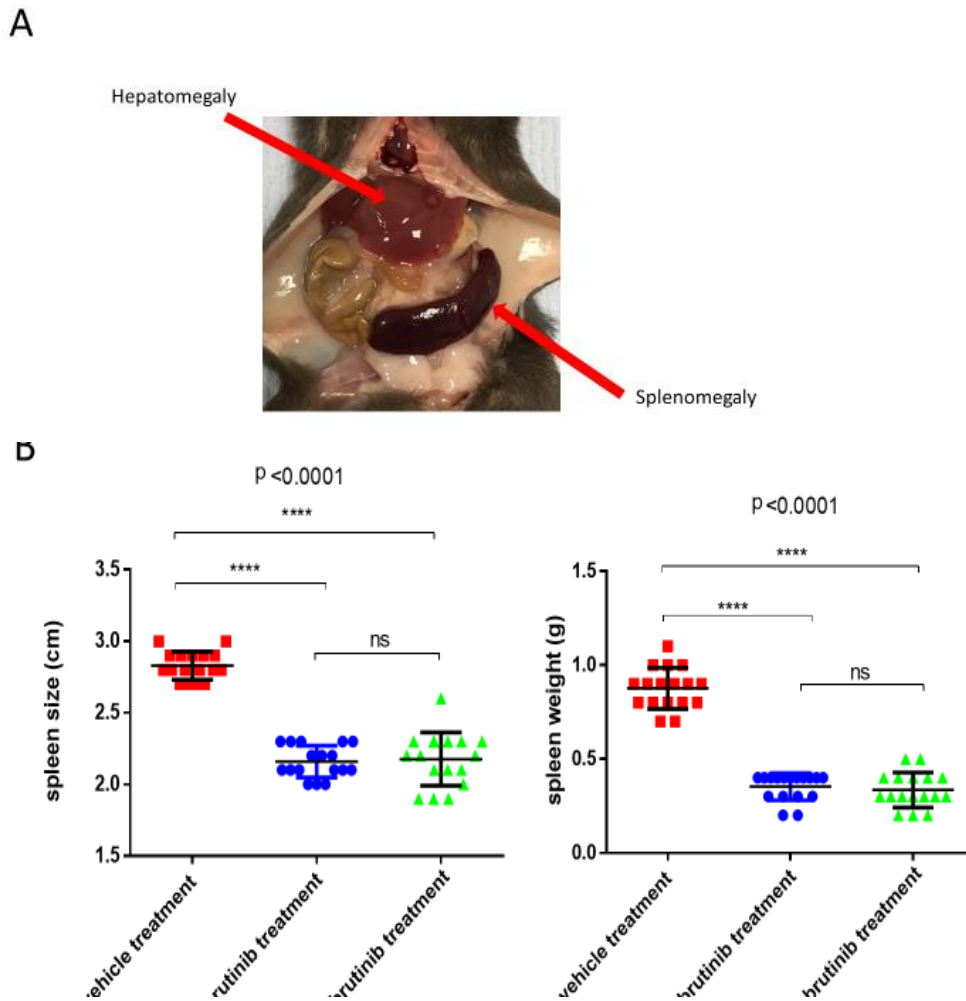 A
Hepatomegaly
Splenomegaly
B
p <0.0001
****
****
ns
3.5
3.0
2.5
2.0
1.5
spleen size (cm)
vehicle treatment
brutinib treatment
brutinib treatment
p <0.0001
****
****
ns
1.5
1.0
0.5
0.0
spleen weight (g)
vehicle treatment
brutinib treatment
brutinib treatment